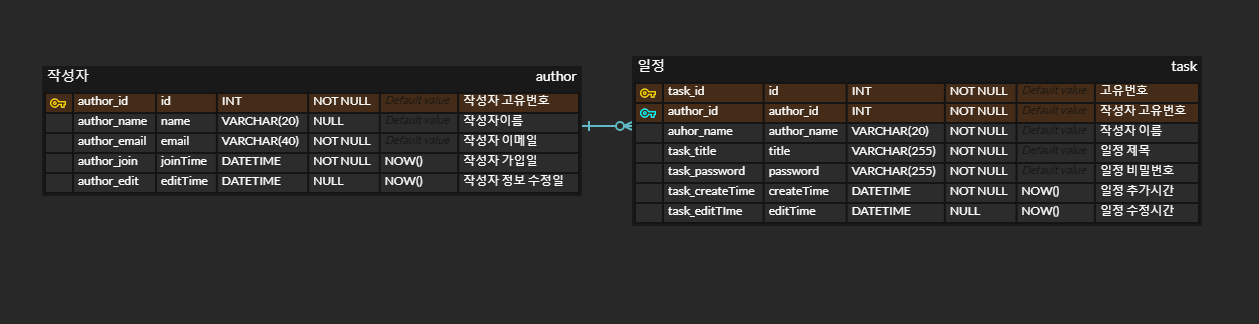 작성자 author
author_id id INT NOT NULL Default value 작성자 고유번호
author_name name VARCHAR(20) NULL Default value 작성자이름
author_email email VARCHAR(40) NOT NULL Default value 작성자 이메일
author_join joinTime DATETIME NOT NULL NOW() 작성자 가입일
author_edit editTime DATETIME NULL NOW() 작성자 정보 수정일
일정 task
task_id id INT NOT NULL Default value 고유번호
author_id author_id INT NOT NULL Default value 작성자 고유번호
auhor_name author_name VARCHAR(20) NOT NULL Default value 작성자 이름
task_title title VARCHAR(255) NOT NULL Default value 일정 제목
task_password password VARCHAR(255) NOT NULL Default value 일정 비밀번호
task_createTime createTime DATETIME NOT NULL NOW() 일정 추가시간
task_editTIme editTime DATETIME NULL NOW() 일정 수정시간